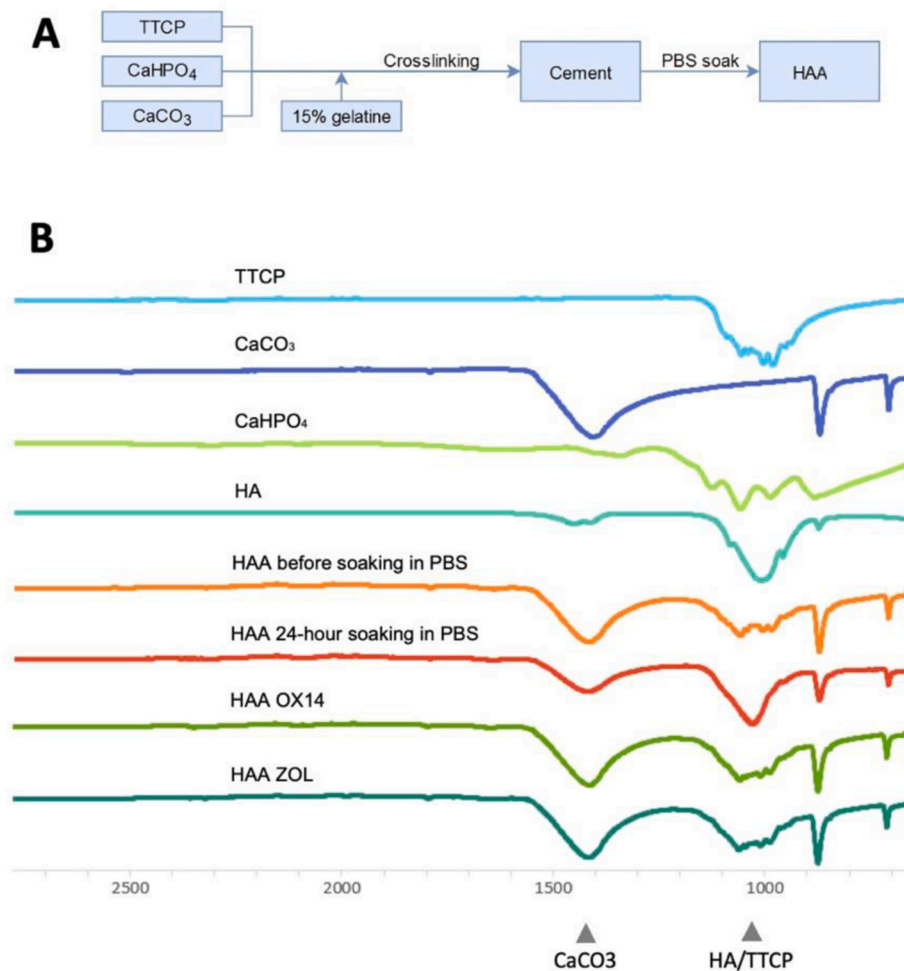 A
TTCP
CaHPO₄
CaCO₃
15% gelatine
Crosslinking
Cement
PBS soak
HAA
B
TTCP
CaCO₃
CaHPO₄
HA
HAA before soaking in PBS
HAA 24-hour soaking in PBS
HAA OX14
HAA ZOL
2500 2000 1500 1000
CaCO3 HA/TTCP